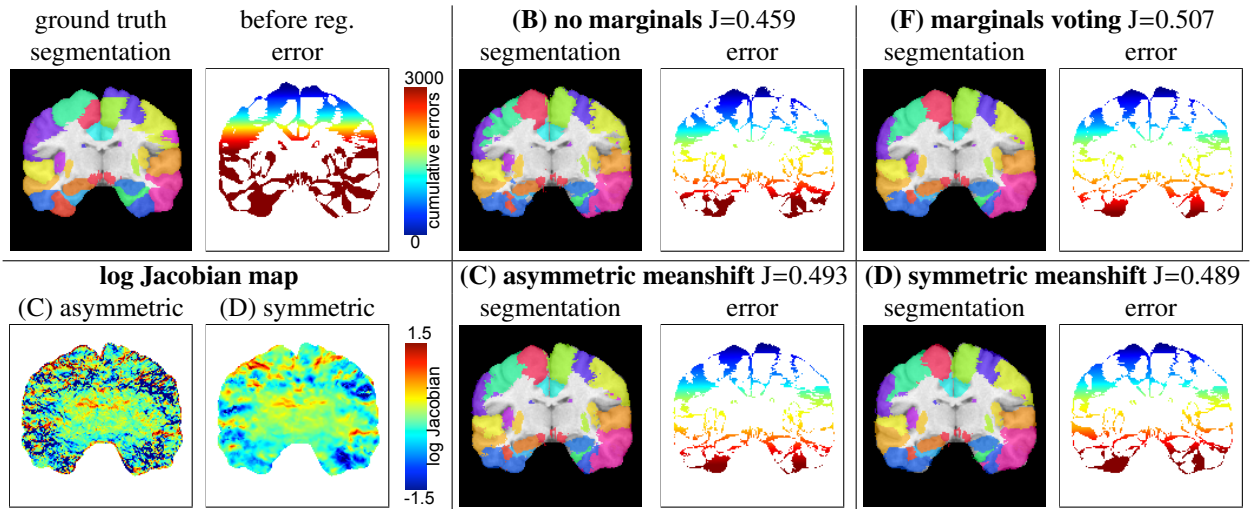 ground truth
segmentation
before reg.
error
3000
cumulative errors
0
(B) no marginals J=0.459
segmentation
error
(F) marginals voting J=0.507
segmentation
error
log Jacobian map
(C) asymmetric
(D) symmetric
1.5
log Jacobian
-1.5
(C) asymmetric meanshift J=0.493
segmentation
error
(D) symmetric meanshift J=0.489
segmentation
error